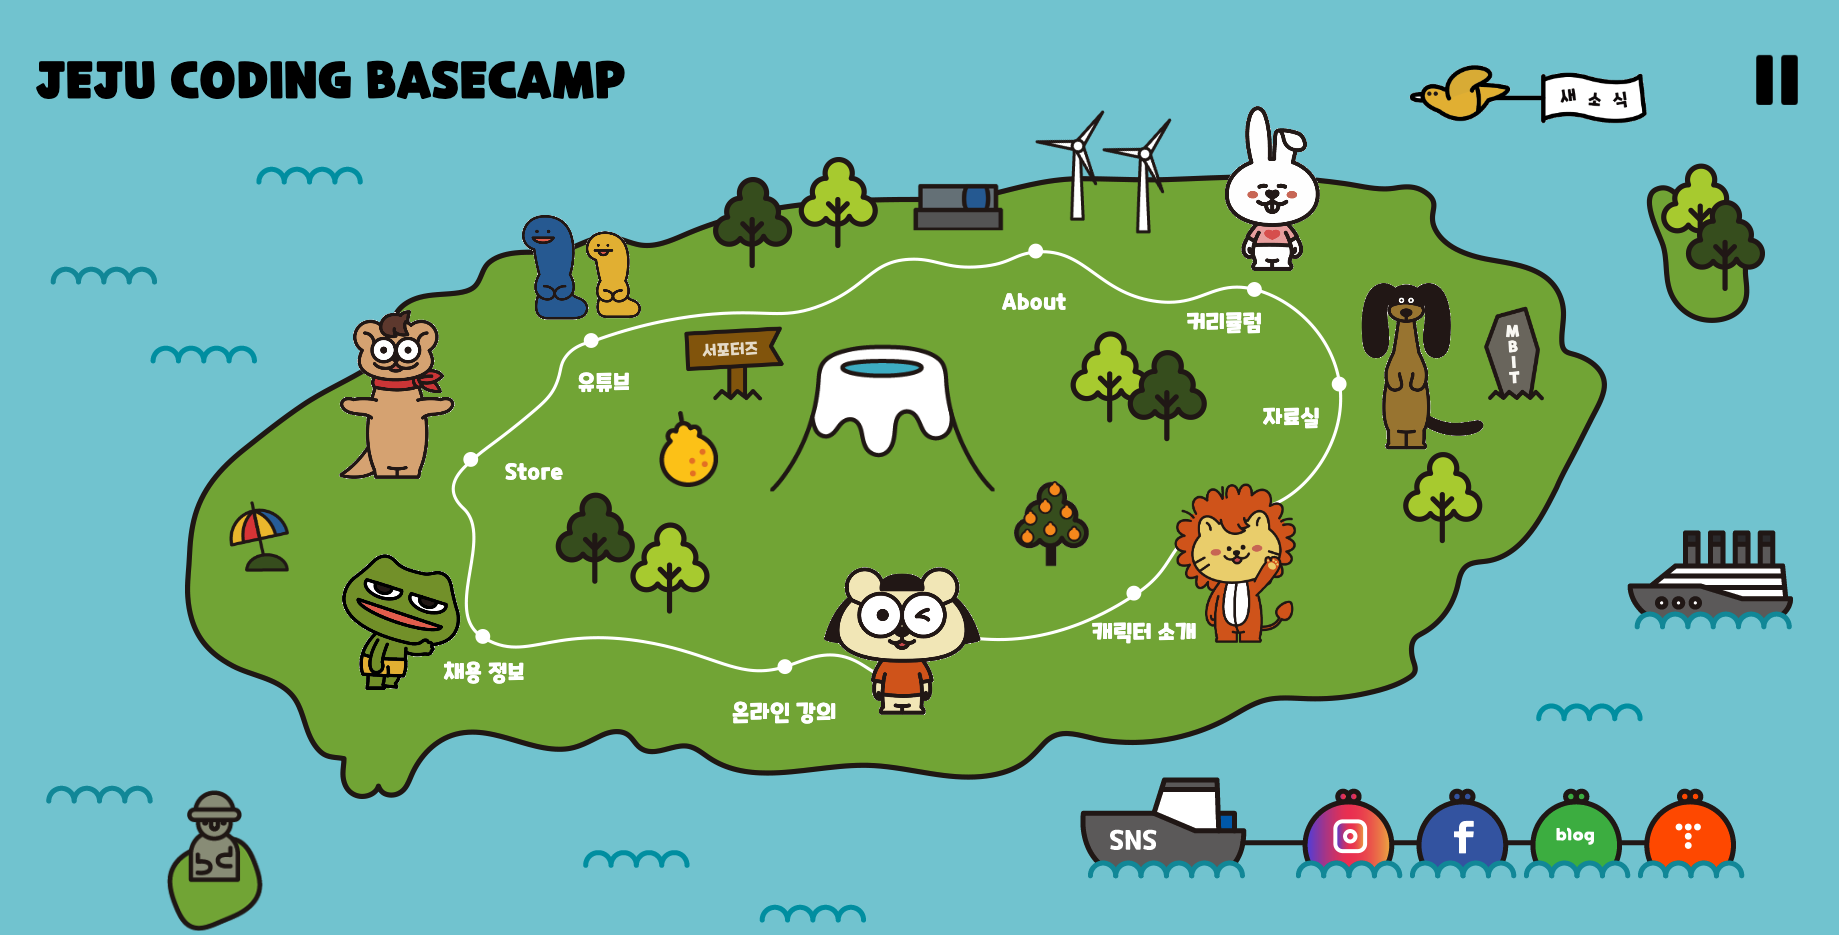 JEJU CODING BASECAMP
새 소 식
About
커리큘럼
서포터즈
MBIT
유튜브
자료실
Store
캐릭터 소개
채용 정보
온라인 강의
SNS
f
blog